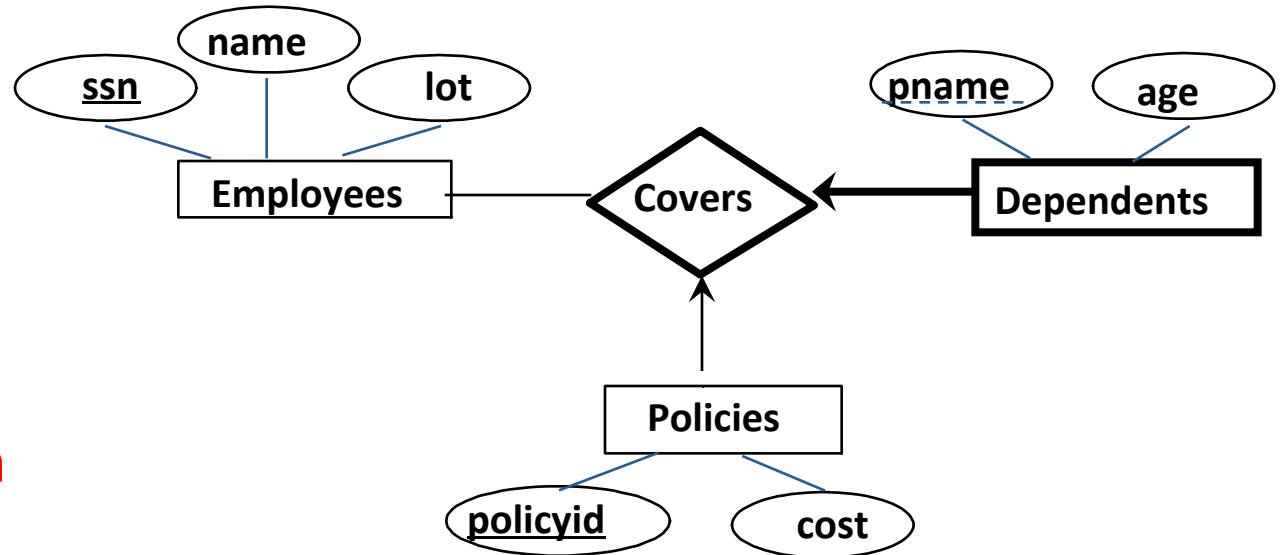 name
ssn
lot
pname
age
Employees
Covers
Dependents
Policies
policyid
cost